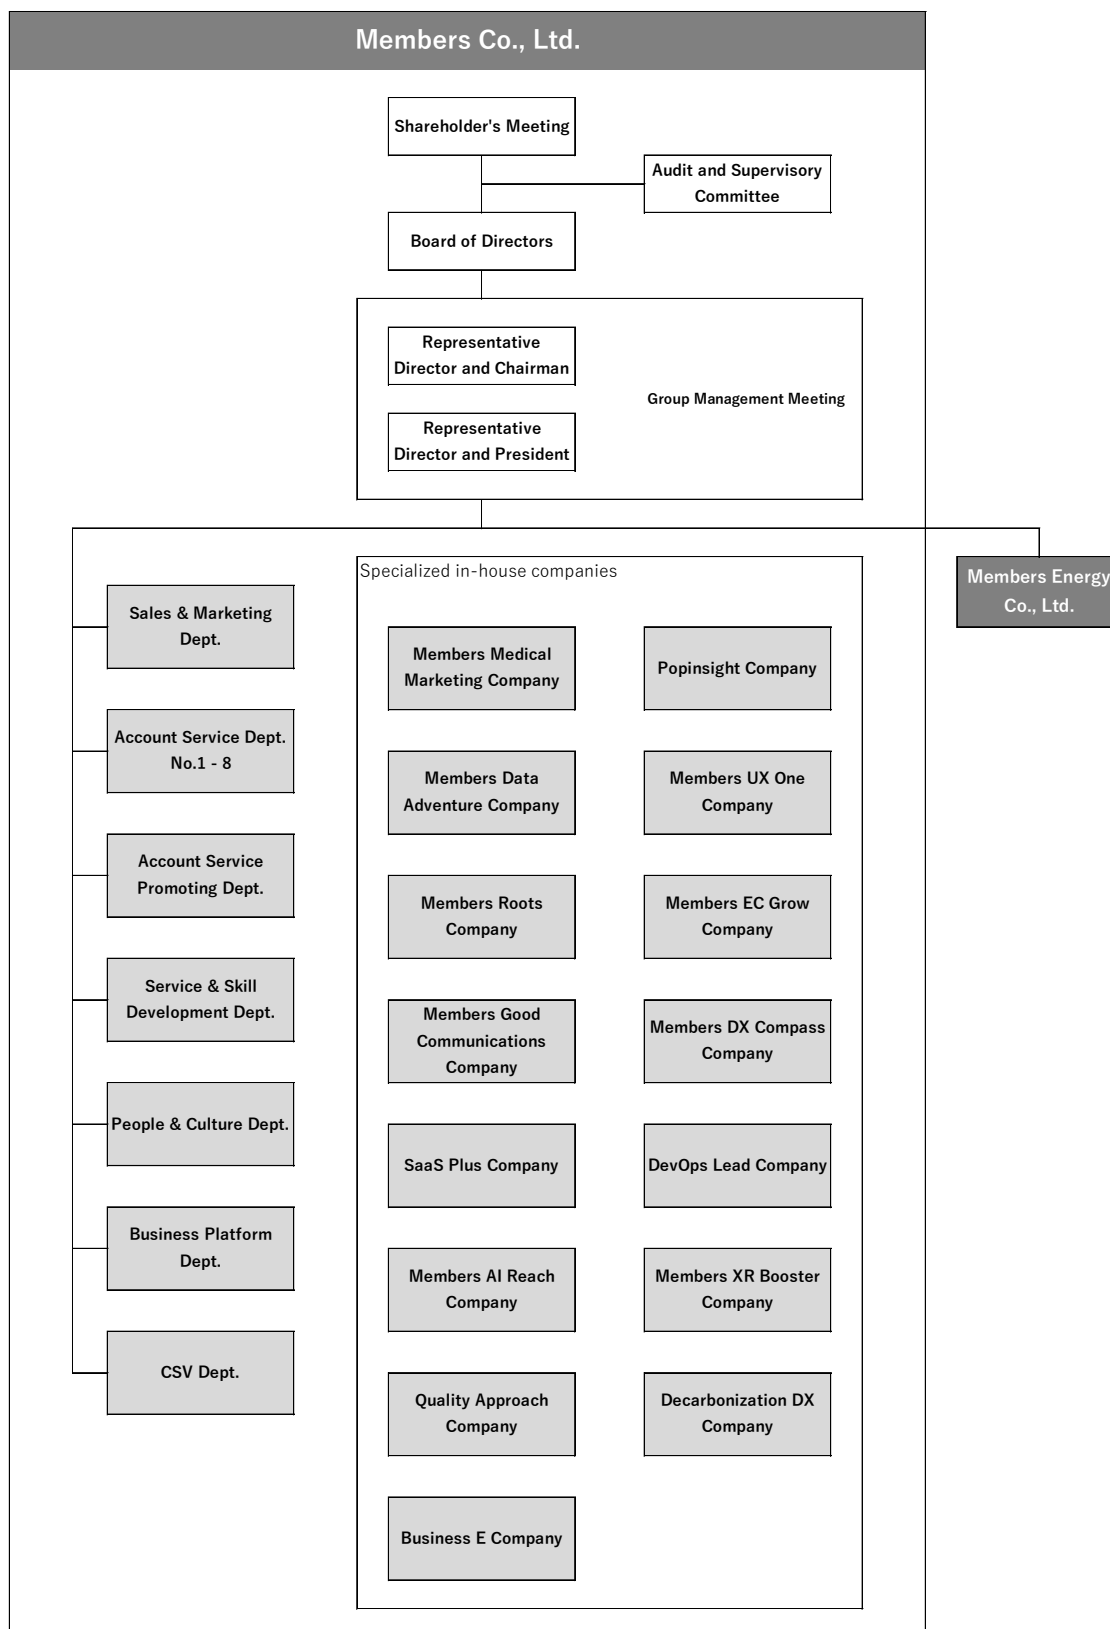 Members Co., Ltd.
Shareholder's Meeting
Audit and Supervisory
Committee
Board of Directors
Representative
Director and Chairman
Group Management Meeting
Representative
Director and President
Members Energy
Co., Ltd.
Sales & Marketing
Dept.
Account Service Dept.
No.1 - 8
Account Service
Promoting Dept.
Service & Skill
Development Dept.
People & Culture Dept.
Business Platform
Dept.
CSV Dept.
Specialized in-house companies
Members Medical
Marketing Company
Popinsight Company
Members Data
Adventure Company
Members UX One
Company
Members Roots
Company
Members EC Grow
Company
Members Good
Communications
Company
Members DX Compass
Company
SaaS Plus Company
DevOps Lead Company
Members AI Reach
Company
Members XR Booster
Company
Quality Approach
Company
Decarbonization DX
Company
Business E Company